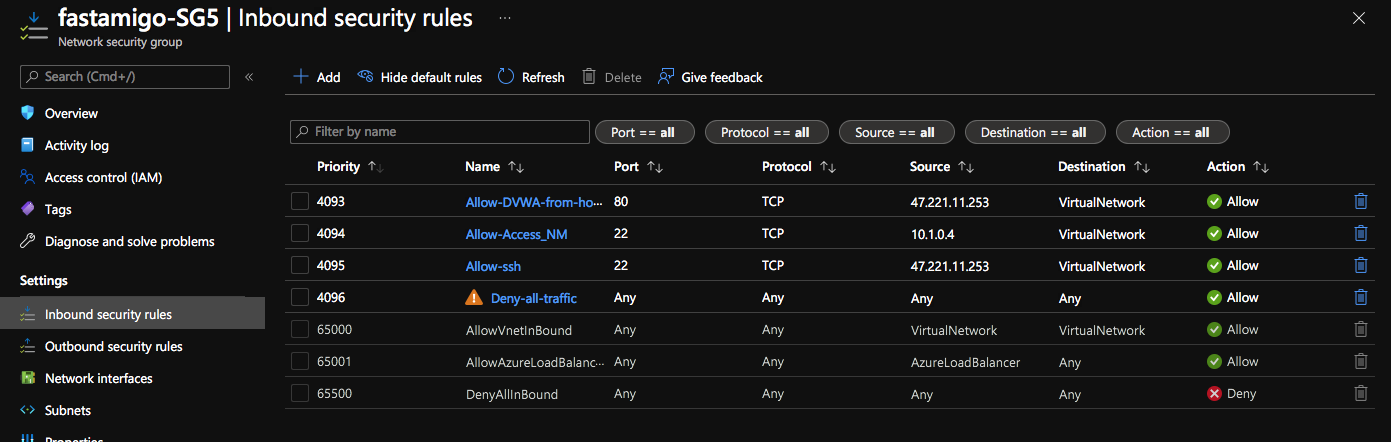 fastamigo-SG5 | Inbound security rules ...
Network security group
Search (Cmd+/) «
Add Hide default rules Refresh Delete Give feedback
Overview
Activity log
Access control (IAM)
Tags
Diagnose and solve problems
Settings
Inbound security rules
Outbound security rules
Network interfaces
Subnets
Properties
Filter by name Port == all Protocol == all Source == all Destination == all Action == all
Priority Name Port Protocol Source Destination Action
4093 Allow-DVWA-from-ho... 80 TCP 47.221.11.253 VirtualNetwork Allow
4094 Allow-Access_NM 22 TCP 10.1.0.4 VirtualNetwork Allow
4095 Allow-ssh 22 TCP 47.221.11.253 VirtualNetwork Allow
4096 Deny-all-traffic Any Any Any Any Allow
65000 AllowVnetInBound Any Any VirtualNetwork VirtualNetwork Allow
65001 AllowAzureLoadBalanc... Any Any AzureLoadBalancer Any Allow
65500 DenyAllInBound Any Any Any Any Deny